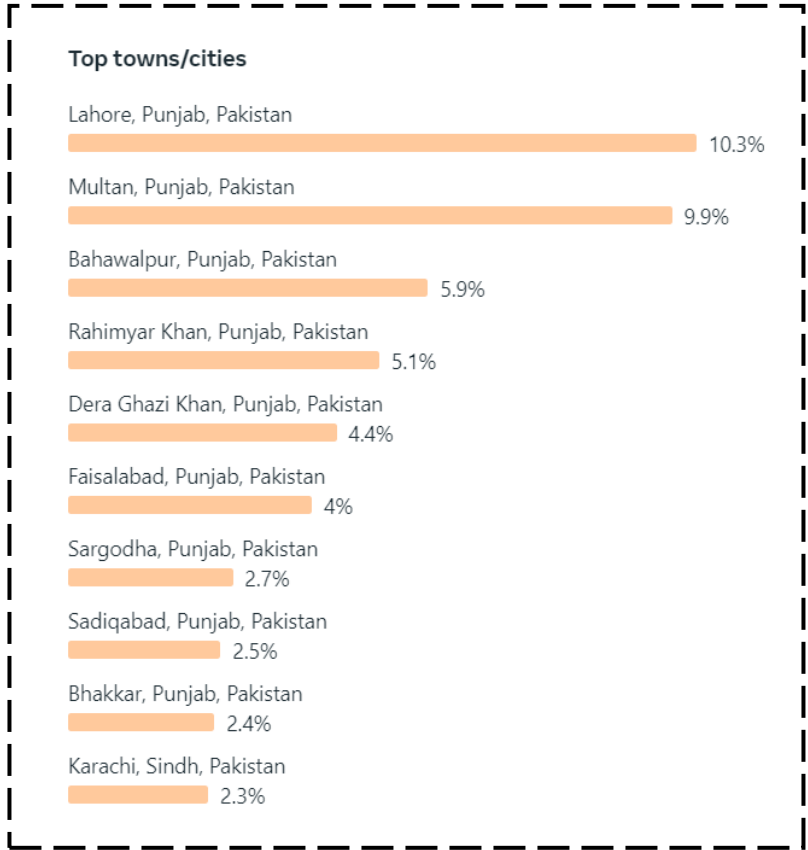 Top towns/cities
Lahore, Punjab, Pakistan
10.3%
Multan, Punjab, Pakistan
9.9%
Bahawalpur, Punjab, Pakistan
5.9%
Rahimyar Khan, Punjab, Pakistan
5.1%
Dera Ghazi Khan, Punjab, Pakistan
4.4%
Faisalabad, Punjab, Pakistan
4%
Sargodha, Punjab, Pakistan
2.7%
Sadiqabad, Punjab, Pakistan
2.5%
Bhakkar, Punjab, Pakistan
2.4%
Karachi, Sindh, Pakistan
2.3%